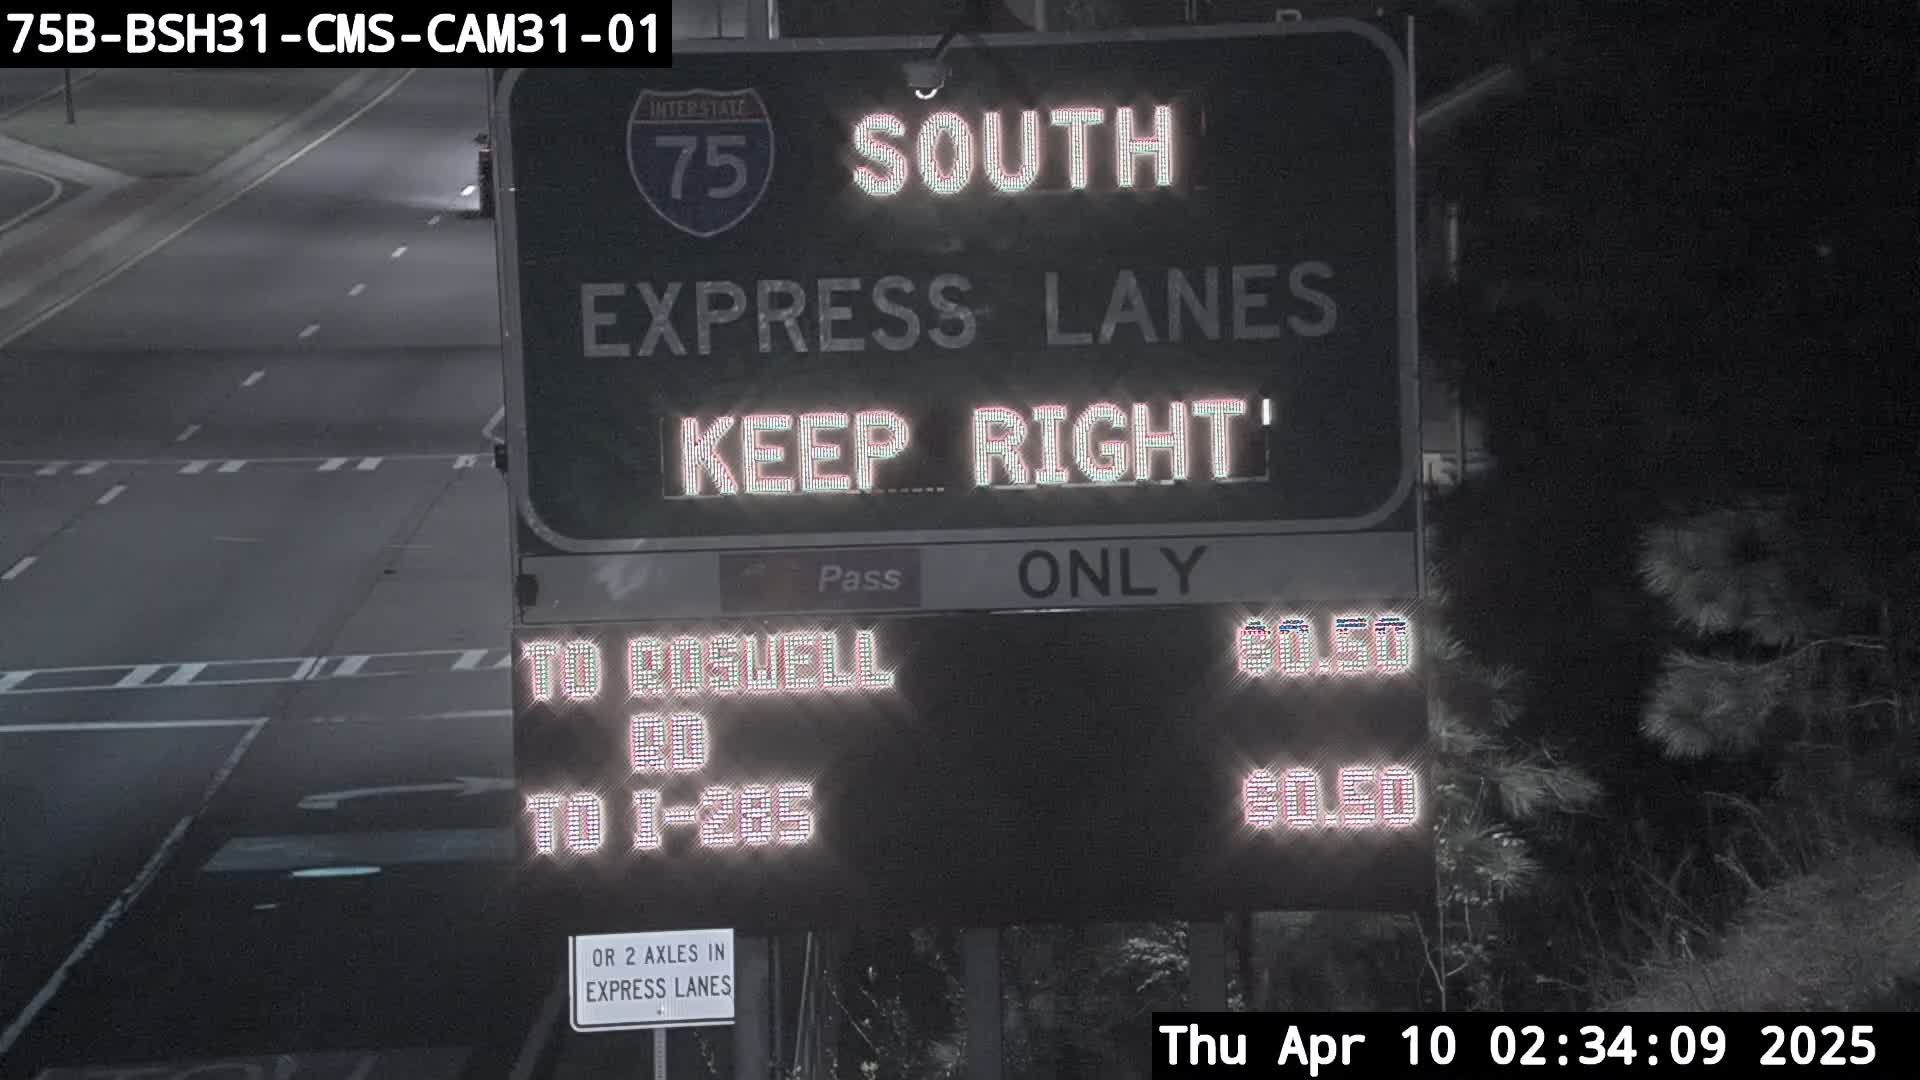 75B-BSH31-CMS-CAM31-01
INTERSTATE
75
SOUTH
EXPRESS LANES
KEEP RIGHT
Pass ONLY
TO ROSWELL $0.50
RD
TO I-285 $0.50
OR 2 AXLES IN
EXPRESS LANES
Thu Apr 10 02:34:09 2025